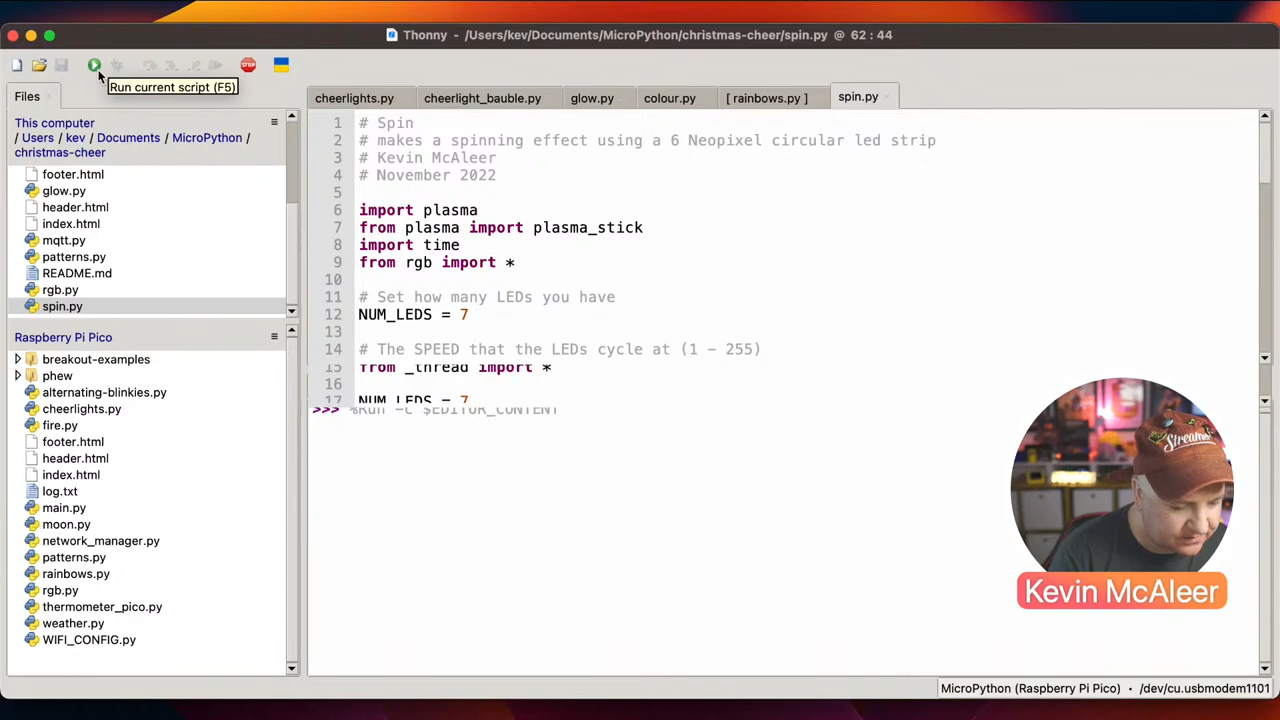 Thonny - /Users/kev/Documents/MicroPython/christmas-cheer/spin.py @ 62 : 44
STOP
Run current script (F5)
Files
This computer
/ Users / kev / Documents / MicroPython /
christmas-cheer
footer.html
glow.py
header.html
index.html
mqtt.py
patterns.py
README.md
rgb.py
spin.py
Raspberry Pi Pico
breakout-examples
phew
alternating-blinkies.py
cheerlights.py
fire.py
footer.html
header.html
index.html
log.txt
main.py
moon.py
network_manager.py
patterns.py
rainbows.py
rgb.py
thermometer_pico.py
weather.py
WIFI_CONFIG.py
cheerlights.py
cheerlight_bauble.py
glow.py
colour.py
[ rainbows.py ]
spin.py
1 # Spin
2 # makes a spinning effect using a 6 Neopixel circular led strip
3 # Kevin McAleer
4 # November 2022
5
6 import plasma
7 from plasma import plasma_stick
8 import time
9 from rgb import *
10
11 # Set how many LEDs you have
12 NUM_LEDS = 7
13
14 # The SPEED that the LEDs cycle at (1 - 255)
15 from _thread import *
16
17 NUM_LEDS = 7
>>> %Run -c $EDITOR_CONTENT
Streamer
Kevin McAleer
MicroPython (Raspberry Pi Pico) • /dev/cu.usbmodem1101